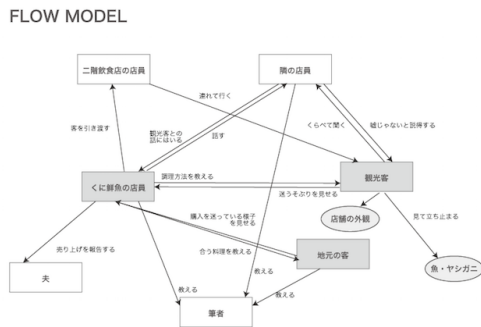 FLOW MODEL
二階飲食店の店員
隣の店員
連れて行く
客を引き渡す
観光客との
話にはいる
話す
くらべて聞く
嘘じゃないと説得する
くに鮮魚の店員
調理方法を教える
観光客
迷うそぶりを見せる
店舗の外観
購入を迷っている様子
を見せる
見て立ち止まる
合う料理を教える
地元の客
売り上げを報告する
教える
魚・ヤシガニ
夫
教える
教える
筆者